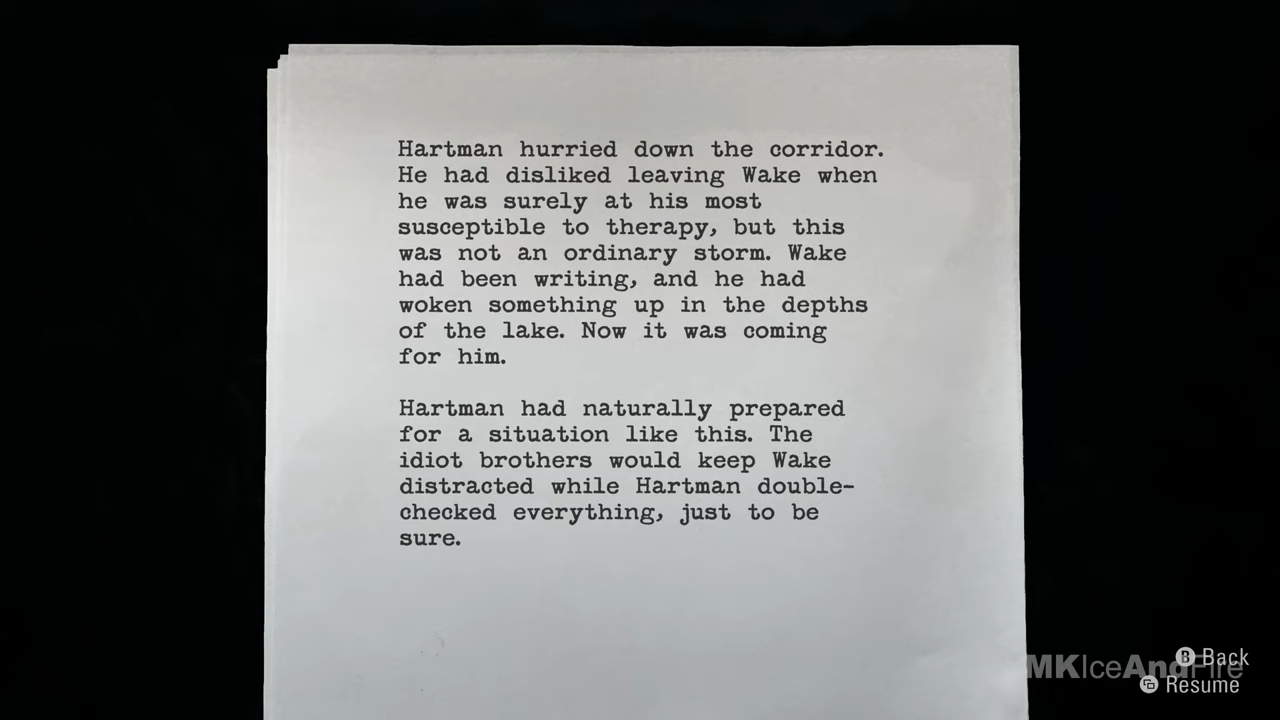 Hartman hurried down the corridor.
He had disliked leaving Wake when
he was surely at his most
susceptible to therapy, but this
was not an ordinary storm. Wake
had been writing, and he had
woken something up in the depths
of the lake. Now it was coming
for him.
Hartman had naturally prepared
for a situation like this. The
idiot brothers would keep Wake
distracted while Hartman double-
checked everything, just to be
sure.
MKIceAndFire
B Back
Resume